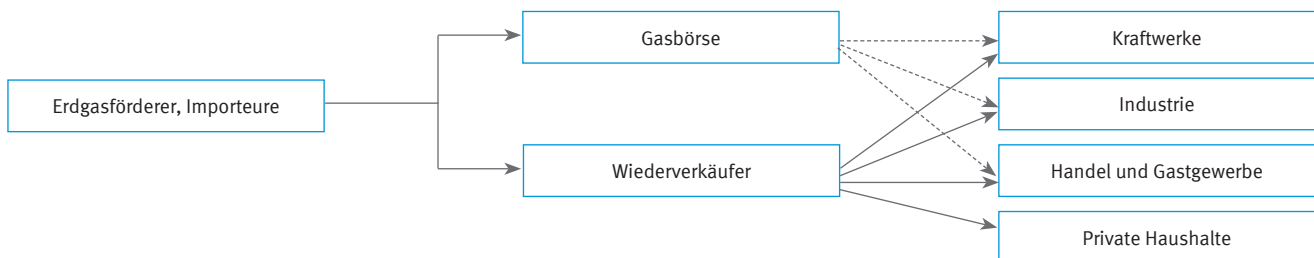 Erdgasförderer, Importeure
Gasbörse
Wiederverkäufer
Kraftwerke
Industrie
Handel und Gastgewerbe
Private Haushalte